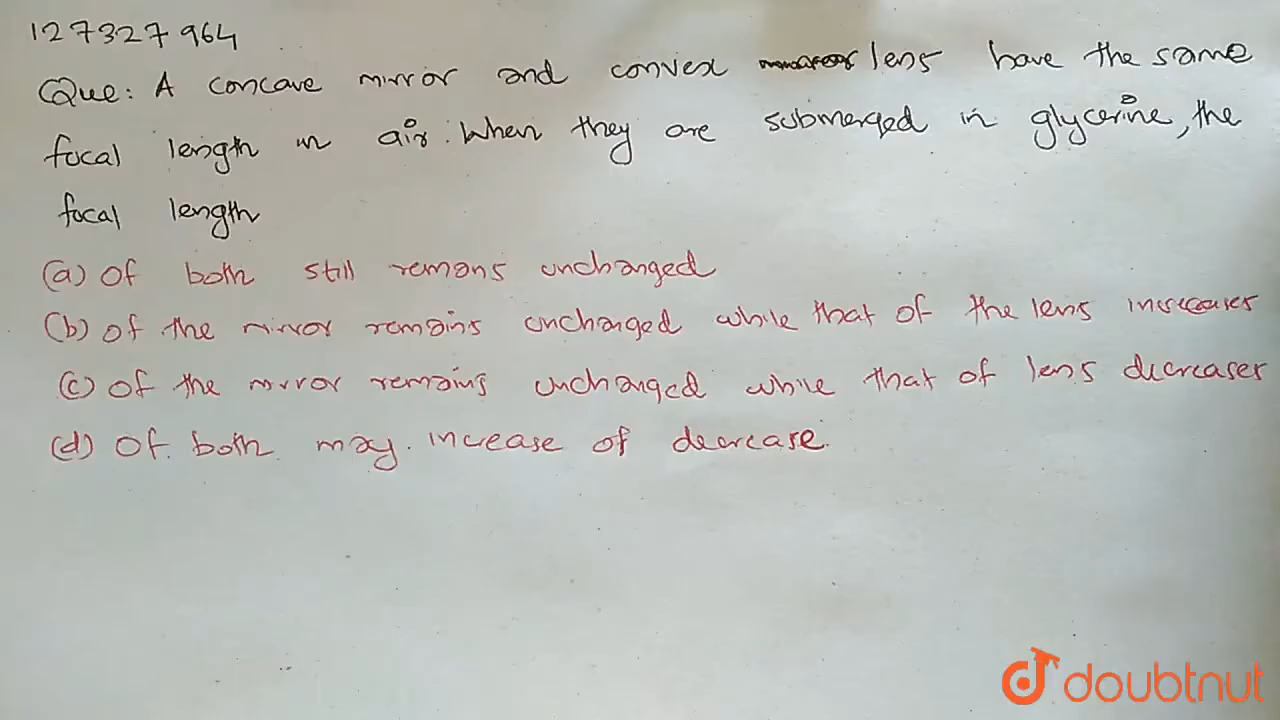 127327964
Que: A concave mirror and convex lens have the same
focal length in air. When they are submerged in glycerine, the
focal length
(a) Of both still remans unchanged
(b) of the mirror remains unchanged while that of the lens increases
(c) Of the mirror remains unchanged while that of lens decreases
(d) Of both may increase of decrease.
doubtnut